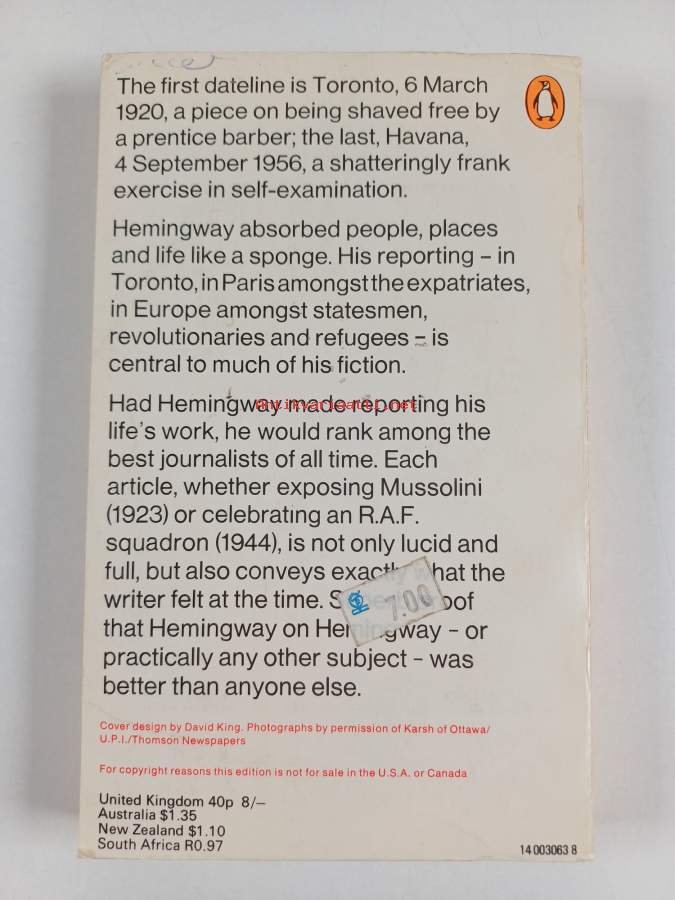 The first dateline is Toronto, 6 March
1920, a piece on being shaved free by
a prentice barber; the last, Havana,
4 September 1956, a shatteringly frank
exercise in self-examination.
Hemingway absorbed people, places
and life like a sponge. His reporting – in
Toronto, in Paris amongst the expatriates,
in Europe amongst statesmen,
revolutionaries and refugees – is
central to much of his fiction.
Had Hemingway made reporting his
antikvariaatti.net
life's work, he would rank among the
best journalists of all time. Each
article, whether exposing Mussolini
(1923) or celebrating an R.A.F.
squadron (1944), is not only lucid and
full, but also conveys exactly what the
writer felt at the time. 
7.00
that Hemingway on Hemingway – or
practically any other subject – was
better than anyone else.
Cover design by David King. Photographs by permission of Karsh of Ottawa/
U.P.I./Thomson Newspapers
For copyright reasons this edition is not for sale in the U.S.A. or Canada
United Kingdom 40p 8/–
Australia $1.35
New Zealand $1.10
South Africa R0.97
14 003063 8